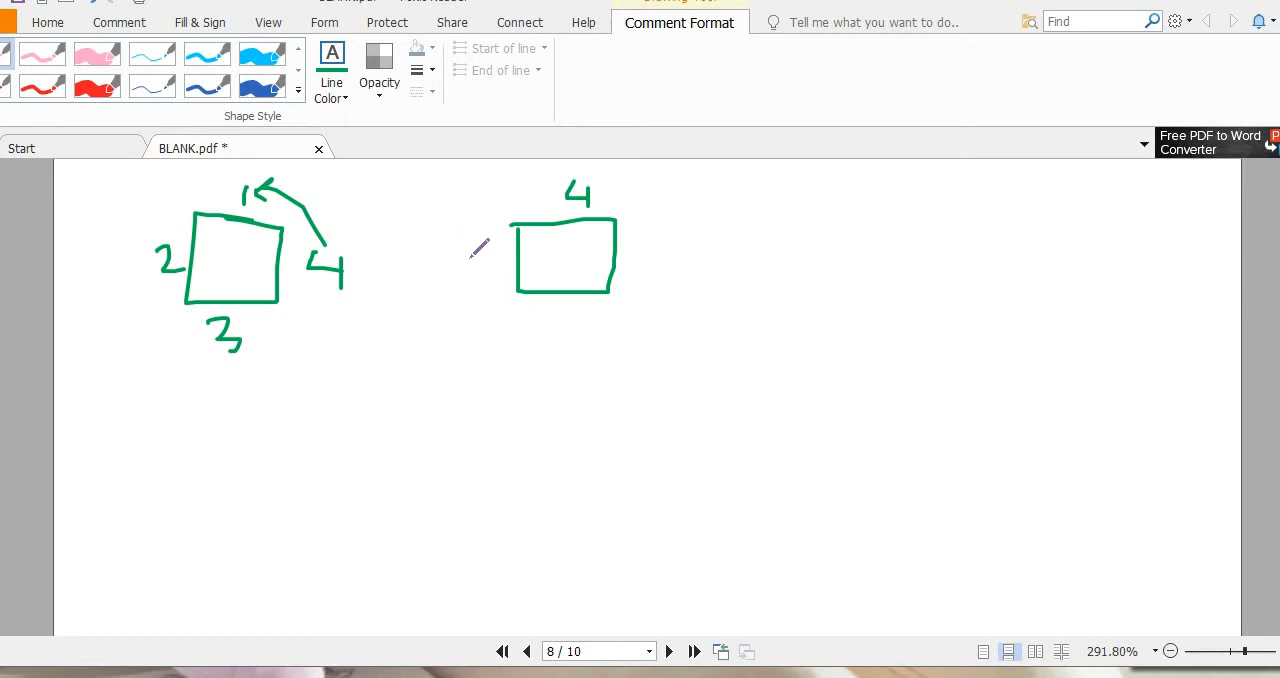 Home Comment Fill & Sign View Form Protect Share Connect Help Comment Format Tell me what you want to do.. Find
Line Color
Opacity
Start of line
End of line
Shape Style
Start
BLANK.pdf *
Free PDF to Word Converter
1
4
2
4
3
8 / 10
291.80%